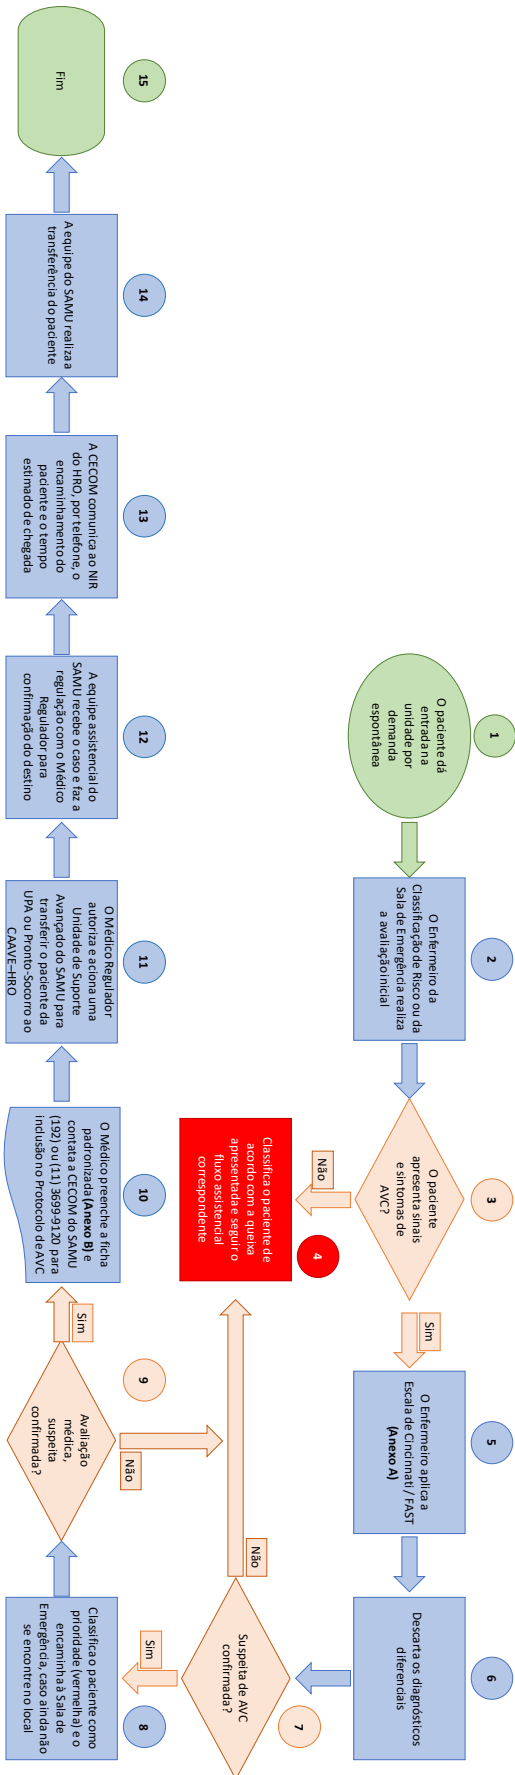 1
O paciente dá
entrada na
unidade por
demanda
espontânea
2
O Enfermeiro da
Classificação de Risco ou da
Sala de Emergência realiza
a avaliação inicial
3
O paciente
apresenta sinais
e sintomas de
AVC?
Não
4
Classifica o paciente de
acordo com a queixa
apresentada e seguir o
fluxo assistencial
correspondente
Sim
5
O Enfermeiro aplica a
Escala de Cincinnati / FAST
(Anexo A)
6
Descarta os diagnósticos
diferenciais
7
Suspeita de AVC
confirmada?
Não
Sim
8
Classifica o paciente como
prioridade (vermelha) e o
encaminha à Sala de
Emergência, caso ainda não
se encontre no local
9
Avaliação
médica,
suspeita
confirmada?
Não
Sim
10
O Médico preenche a ficha
padronizada (Anexo B) e
contata a CECOM do SAMU
(192) ou (11) 3699-9120 para
inclusão no Protocolo de AVC
11
O Médico Regulador
autoriza e aciona uma
Unidade de Suporte
Avançado do SAMU para
transferir o paciente da
UPA ou Pronto-Socorro ao
CAAVE–HRO
12
A equipe assistencial do
SAMU recebe o caso e faz a
regulação com o Médico
Regulador para
confirmação do destino
13
A CECOM comunica ao NIR
do HRO, por telefone, o
encaminhamento do
paciente e o tempo
estimado de chegada
14
A equipe do SAMU realiza a
transferência do paciente
15
Fim